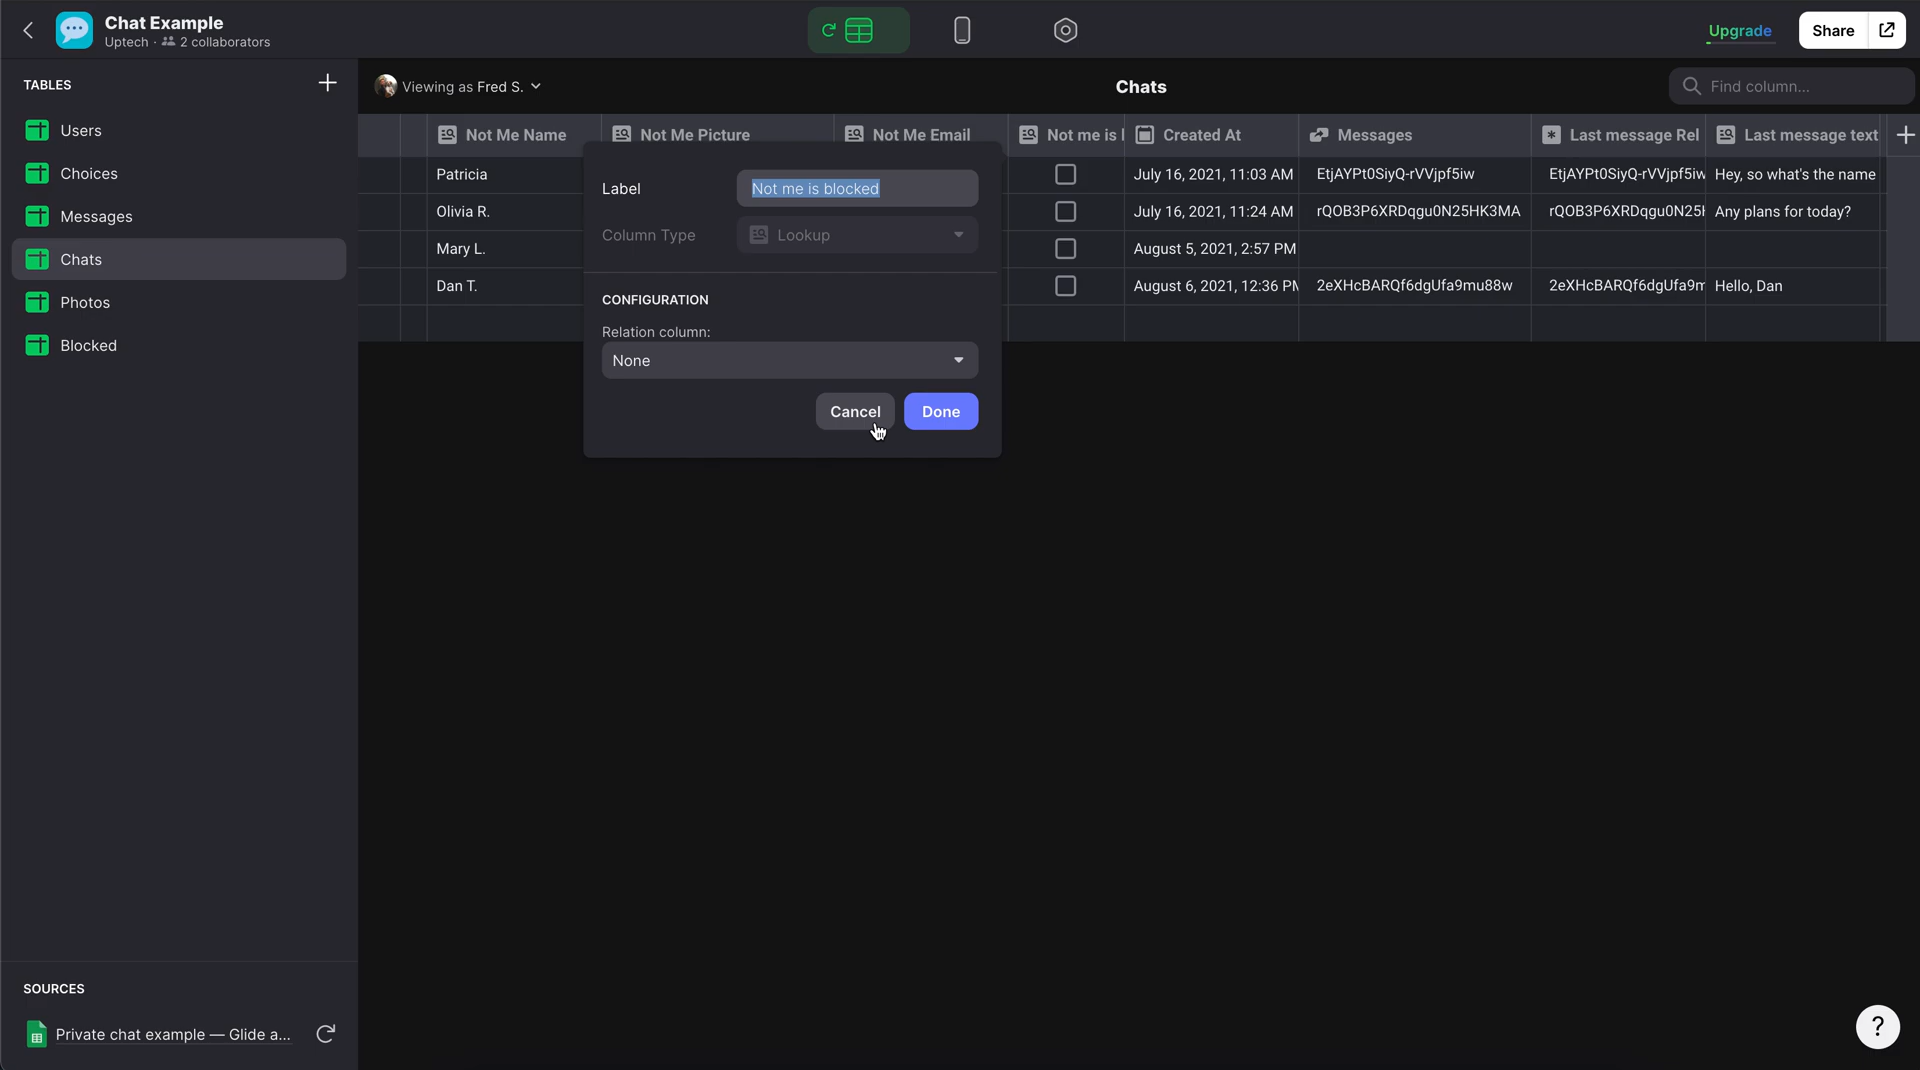 Chat Example
Uptech · 2 collaborators
Upgrade
Share
TABLES
Users
Choices
Messages
Chats
Photos
Blocked
SOURCES
Private chat example — Glide a...
Viewing as Fred S.
Chats
Find column...
Not Me Name
Not Me Picture
Not Me Email
Not me is
Created At
Messages
Last message Rel
Last message text
Patricia
July 16, 2021, 11:03 AM
EtjAYPt0SiyQ-rVVjpf5iw
EtjAYPt0SiyQ-rVVjpf5iw
Hey, so what's the name
Olivia R.
July 16, 2021, 11:24 AM
rQOB3P6XRDqgu0N25HK3MA
rQOB3P6XRDqgu0N25H
Any plans for today?
Mary L.
August 5, 2021, 2:57 PM
Dan T.
August 6, 2021, 12:36 PM
2eXHcBARQf6dgUfa9mu88w
2eXHcBARQf6dgUfa9m
Hello, Dan
Label
Not me is blocked
Column Type
Lookup
CONFIGURATION
Relation column:
None
Cancel
Done
?